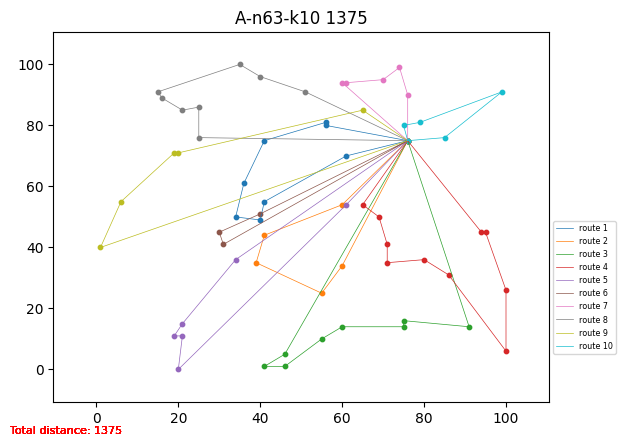 A-n63-k10 1375
100
80
60
40
20
0
0 20 40 60 80 100
route 1
route 2
route 3
route 4
route 5
route 6
route 7
route 8
route 9
route 10
Total distance: 1375